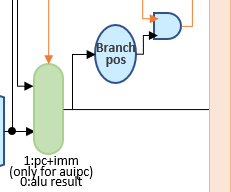 Branch
pos
1:pc+imm
(only for auipc)
0:alu result